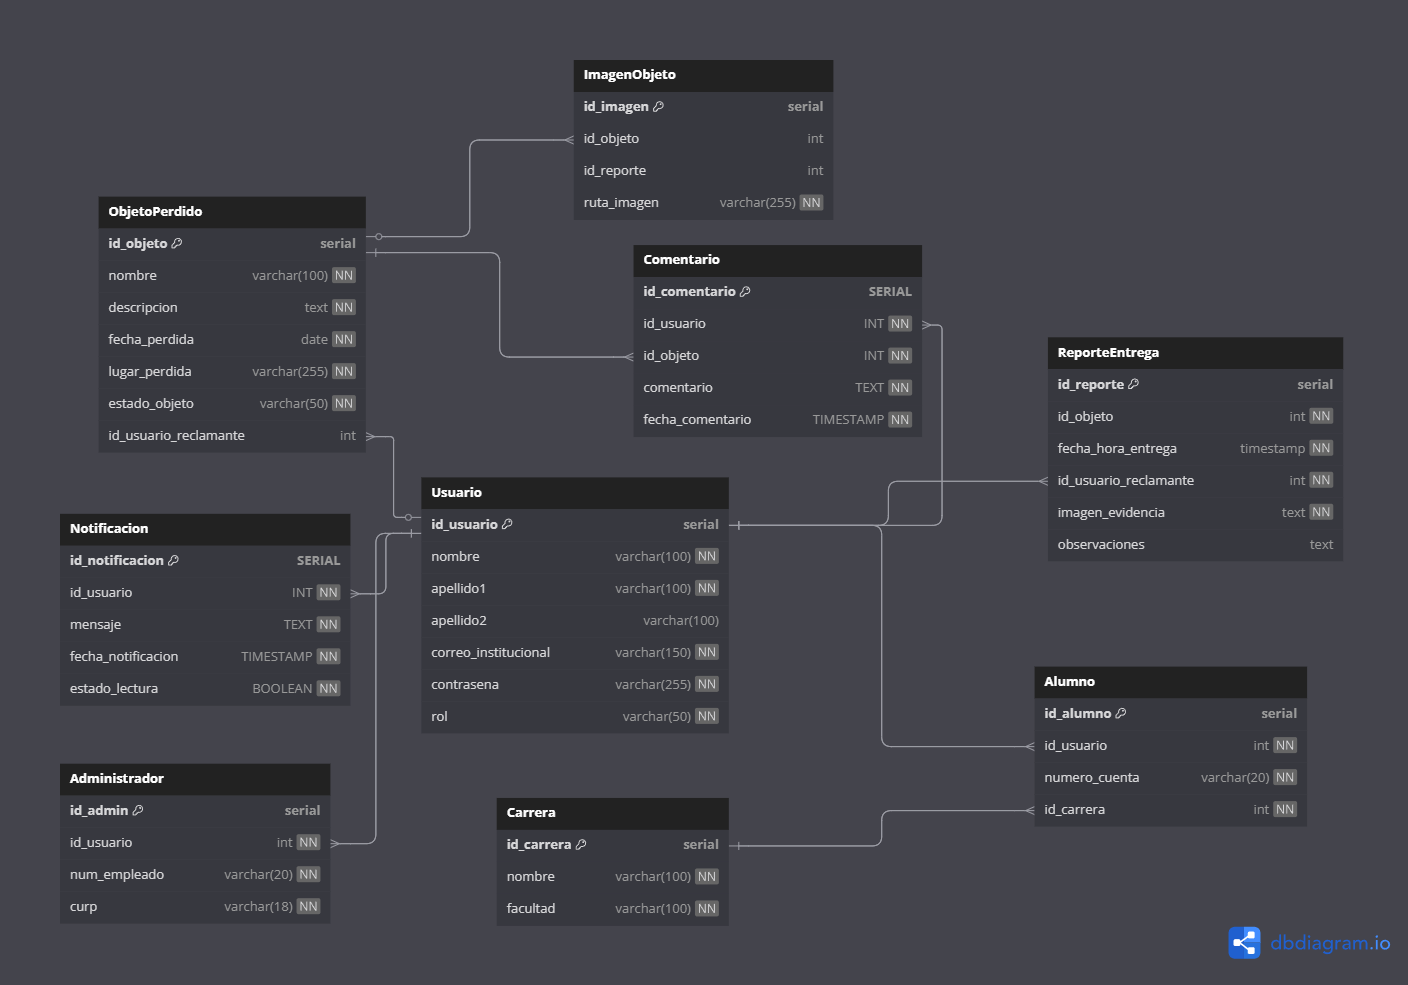 ImagenObjeto
id_imagen serial
id_objeto int
id_reporte int
ruta_imagen varchar(255) NN
ObjetoPerdido
id_objeto serial
nombre varchar(100) NN
descripcion text NN
fecha_perdida date NN
lugar_perdida varchar(255) NN
estado_objeto varchar(50) NN
id_usuario_reclamante int
Comentario
id_comentario SERIAL
id_usuario INT NN
id_objeto INT NN
comentario TEXT NN
fecha_comentario TIMESTAMP NN
ReporteEntrega
id_reporte serial
id_objeto int NN
fecha_hora_entrega timestamp NN
id_usuario_reclamante int NN
imagen_evidencia text NN
observaciones text
Usuario
id_usuario serial
nombre varchar(100) NN
apellido1 varchar(100) NN
apellido2 varchar(100)
correo_institucional varchar(150) NN
contrasena varchar(255) NN
rol varchar(50) NN
Notificacion
id_notificacion SERIAL
id_usuario INT NN
mensaje TEXT NN
fecha_notificacion TIMESTAMP NN
estado_lectura BOOLEAN NN
Alumno
id_alumno serial
id_usuario int NN
numero_cuenta varchar(20) NN
id_carrera int NN
Administrador
id_admin serial
id_usuario int NN
num_empleado varchar(20) NN
curp varchar(18) NN
Carrera
id_carrera serial
nombre varchar(100) NN
facultad varchar(100) NN
dbdiagram.io